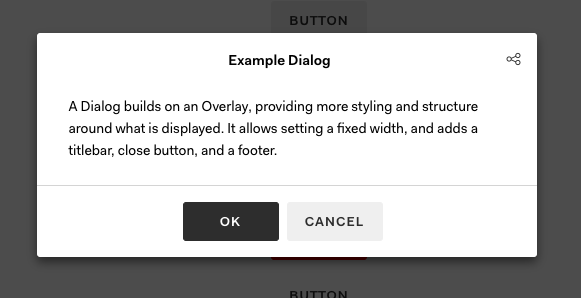 BUTTON
Example Dialog
A Dialog builds on an Overlay, providing more styling and structure
around what is displayed. It allows setting a fixed width, and adds a
titlebar, close button, and a footer.
OK
CANCEL
BUTTON